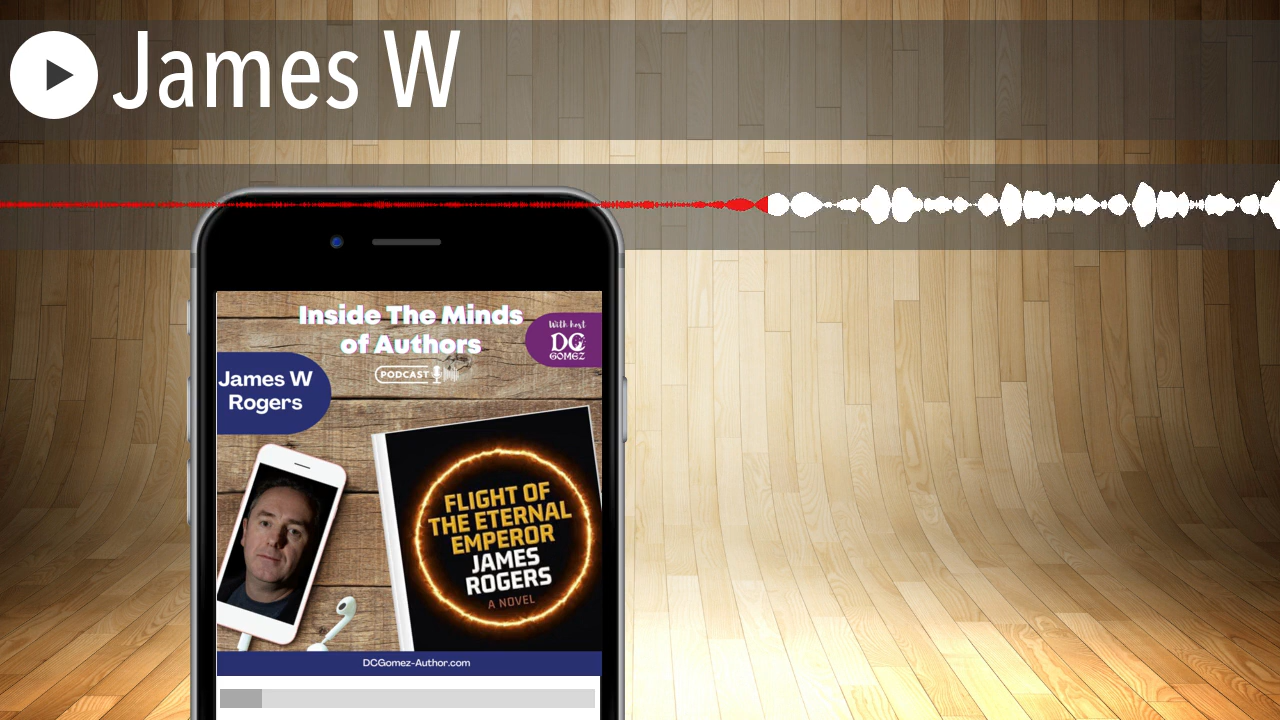 James W
Inside The Minds
of Authors
With host
DC
GOMEZ
PODCAST
James W
Rogers
FLIGHT OF
THE ETERNAL
EMPEROR
JAMES
ROGERS
A NOVEL
DCGomez-Author.com